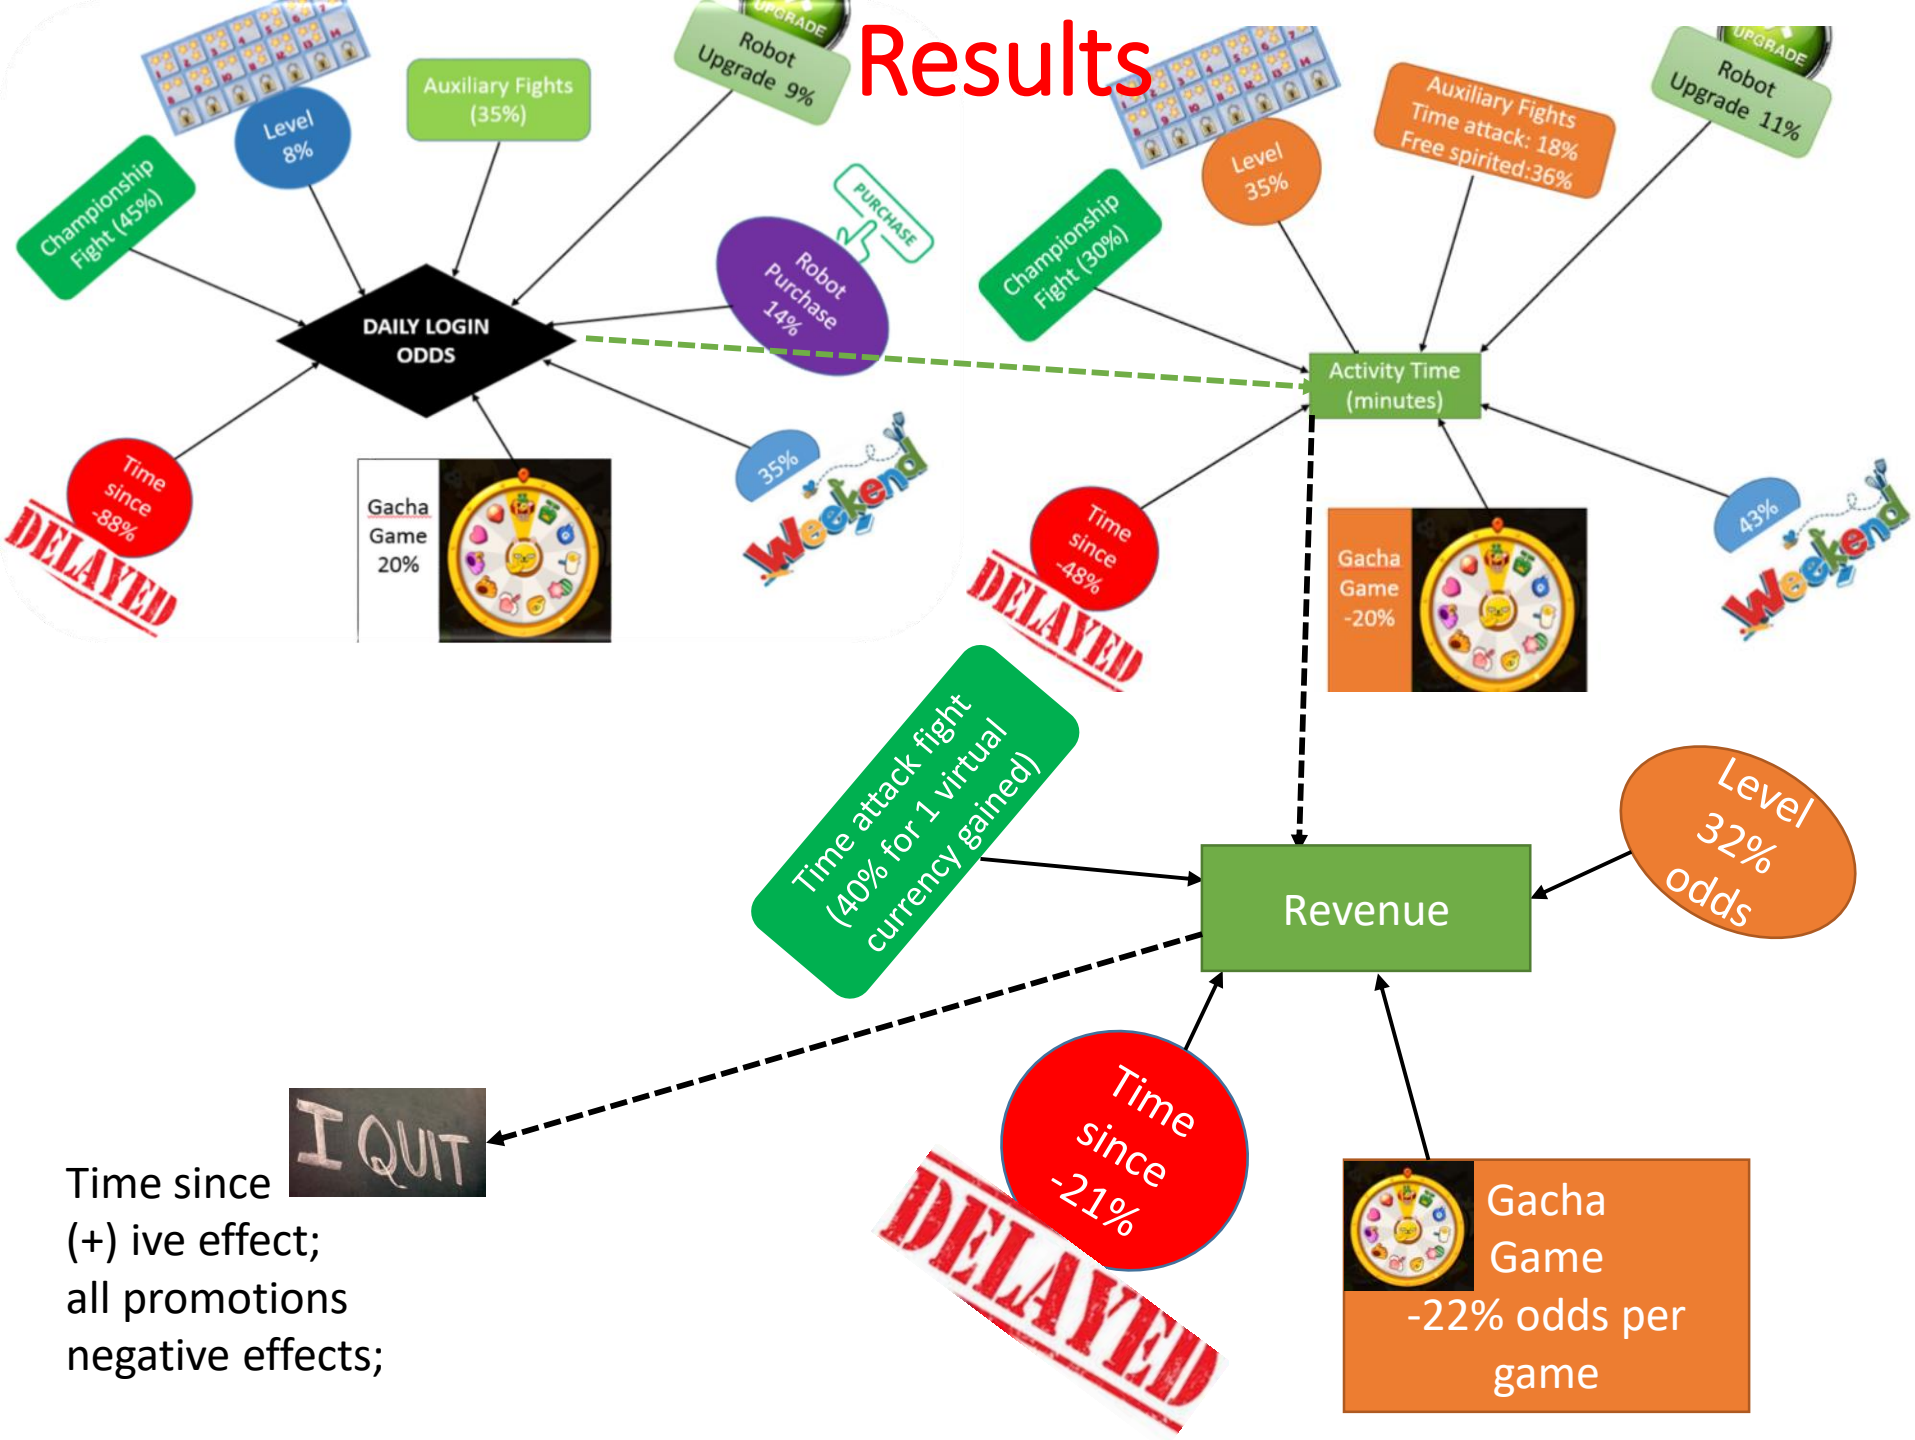 Results
UPGRADE
Robot
Upgrade 9%
Auxiliary Fights
(35%)
Level
8%
Championship
Fight (45%)
PURCHASE
Robot
Purchase
14%
DAILY LOGIN
ODDS
Time
since
-88%
DELAYED
Gacha
Game
20%
35%
Weekend
UPGRADE
Robot
Upgrade 11%
Auxiliary Fights
Time attack: 18%
Free spirited:36%
Level
35%
Championship
Fight (30%)
Activity Time
(minutes)
Time
since
-48%
DELAYED
Gacha
Game
-20%
43%
Weekend
Time attack fight
(40% for 1 virtual
currency gained)
Level
32%
odds
Revenue
Time
since
-21%
DELAYED
Gacha
Game
-22% odds per
game
I QUIT
Time since
(+) ive effect;
all promotions
negative effects;